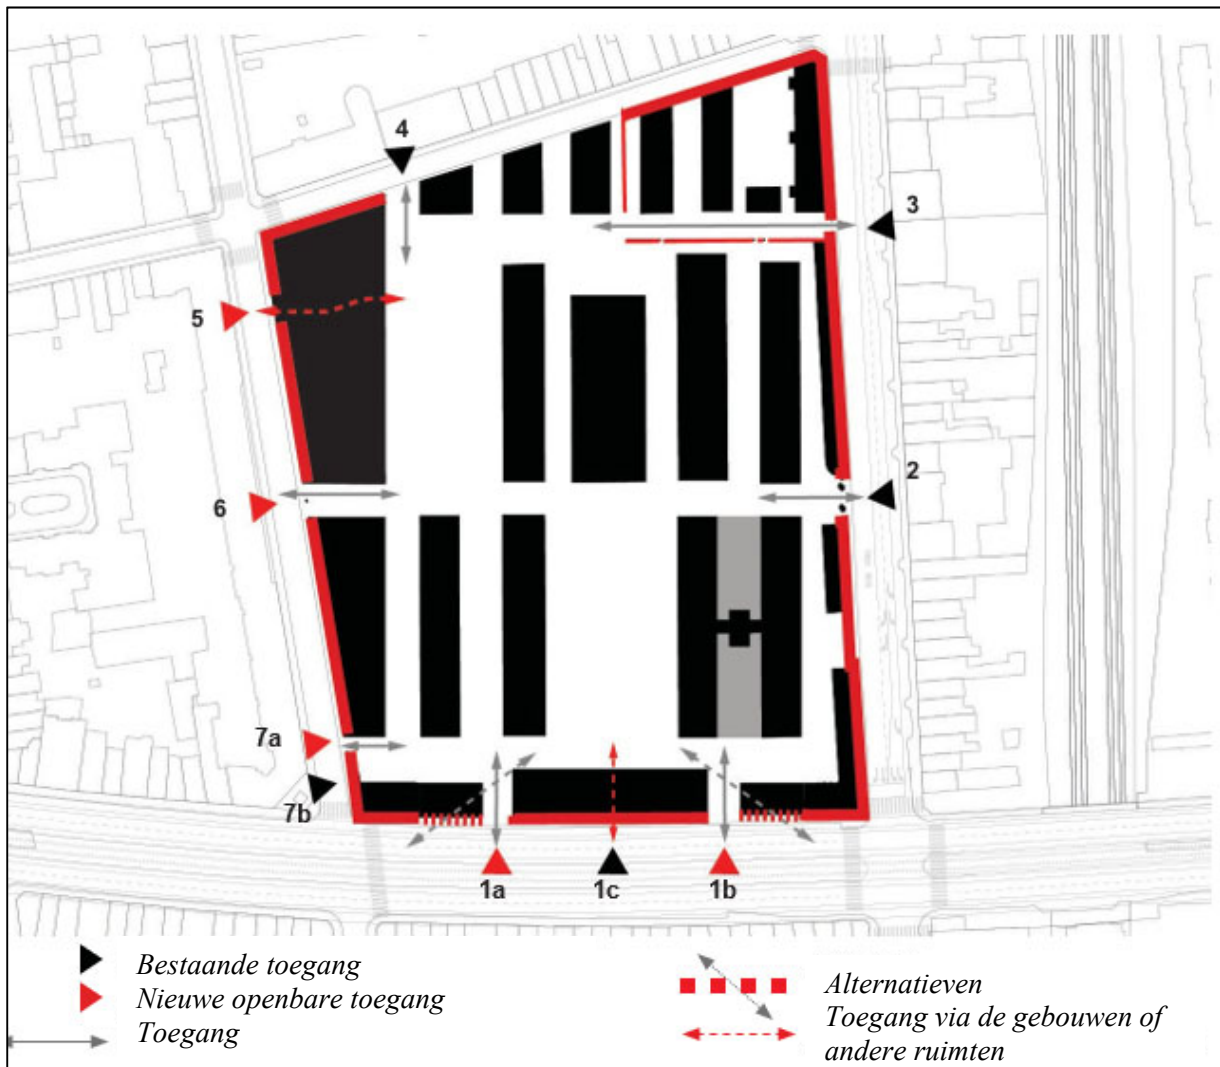 4
3
5
2
6
7a
7b
1a
1c
1b
Bestaande toegang
Nieuwe openbare toegang
Toegang
Alternatieven
Toegang via de gebouwen of
andere ruimten